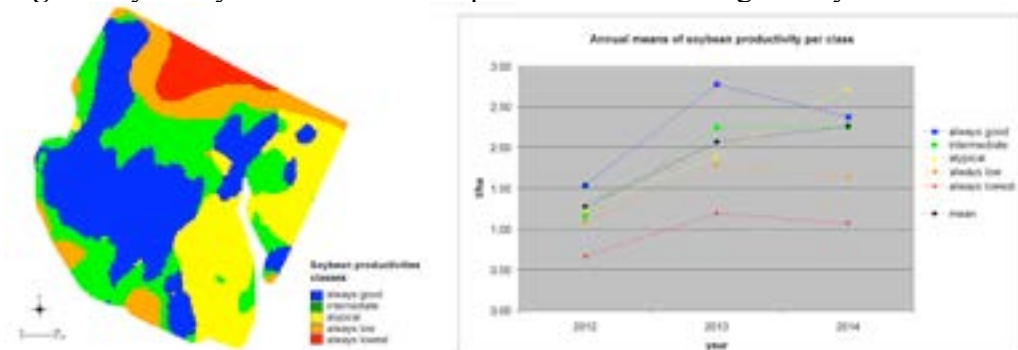 Soybean productivities
classes
always good
intermediate
atypical
always low
always lowest
Annual means of soybean productivity per class
3.00
2.50
2.00
1.50
1.00
0.50
0.00
t/ha
2012
2013
2014
year
always good
intermediate
atypical
always low
always lowest
mean